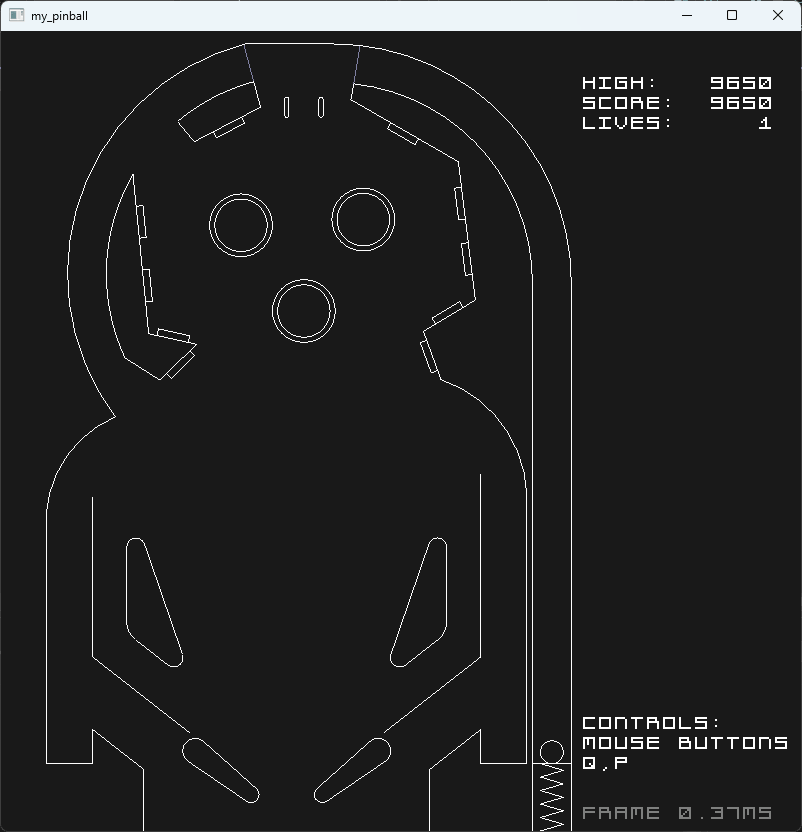 my_pinball
HIGH: 9650
SCORE: 9650
LIVES: 1
CONTROLS:
MOUSE BUTTONS
Q,P
FRAME 0.37MS